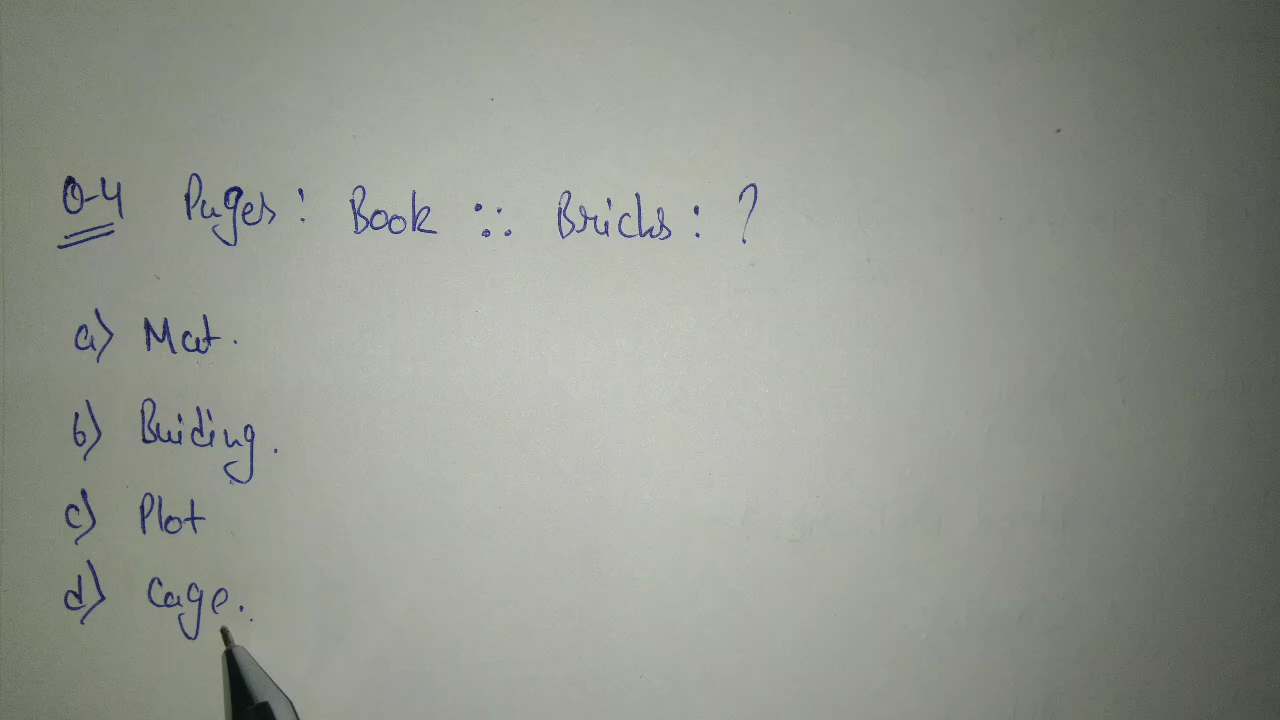 Q-4 Pages : Book :: Bricks : ?
a) Mat.
b) Buiding.
c) Plot
d) Cage.